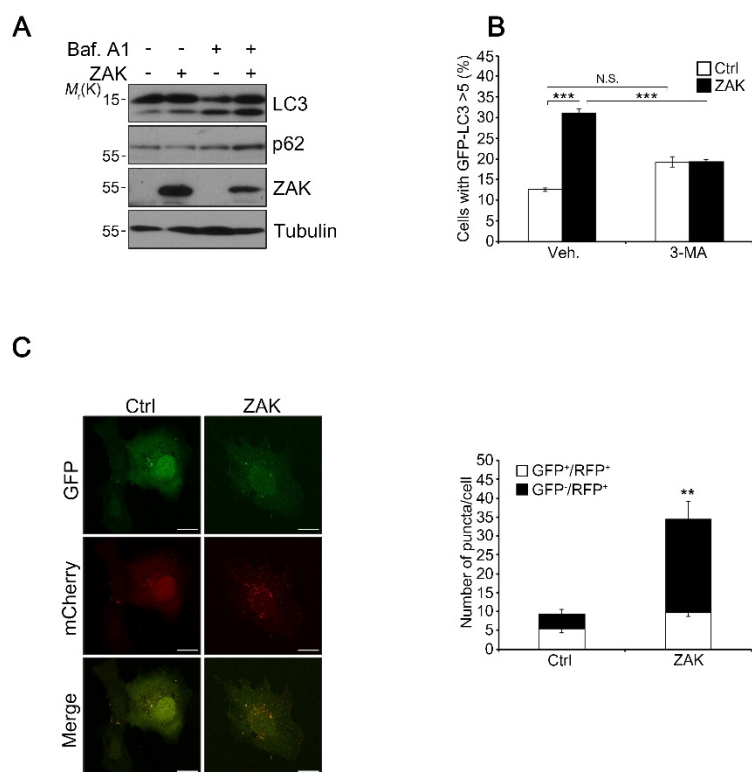 A
Baf. A1 - - + +
ZAK - + - +
Mr(K)
15- LC3
55- p62
55- ZAK
55- Tubulin
B
Cells with GFP-LC3 >5 (%)
45
40
35
30
25
20
15
10
5
0
N.S.
*** ***
Ctrl
ZAK
Veh. 3-MA
C
Ctrl ZAK
GFP
mCherry
Merge
Number of puncta/cell
50
45
40
35
30
25
20
15
10
5
0
GFP⁺/RFP⁺
GFP⁻/RFP⁺
**
Ctrl ZAK